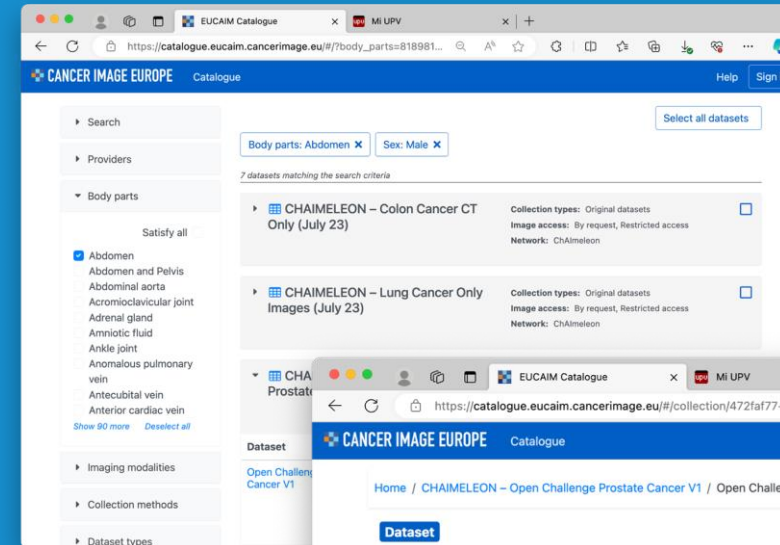 EUCAIM Catalogue
Mi UPV
https://catalogue.eucaim.cancerimage.eu/#/?body_parts=818981...
CANCER IMAGE EUROPE Catalogue Help Sign
Search
Select all datasets
Body parts: Abdomen Sex: Male
Providers
7 datasets matching the search criteria
Body parts
Satisfy all
Abdomen
Abdomen and Pelvis
Abdominal aorta
Acromioclavicular joint
Adrenal gland
Amniotic fluid
Ankle joint
Anomalous pulmonary
vein
Antecubital vein
Anterior cardiac vein
Show 90 more Deselect all
Imaging modalities
Collection methods
Dataset types
CHAIMELEON – Colon Cancer CT
Only (July 23)
Collection types: Original datasets
Image access: By request, Restricted access
Network: ChAImeleon
CHAIMELEON – Lung Cancer Only
Images (July 23)
Collection types: Original datasets
Image access: By request, Restricted access
Network: ChAImeleon
CHA
Prostate
Dataset
Open Challeng
Cancer V1
EUCAIM Catalogue
Mi UPV
https://catalogue.eucaim.cancerimage.eu/#/collection/472faf77-
CANCER IMAGE EUROPE Catalogue
Home / CHAIMELEON – Open Challenge Prostate Cancer V1 / Open Challe
Dataset